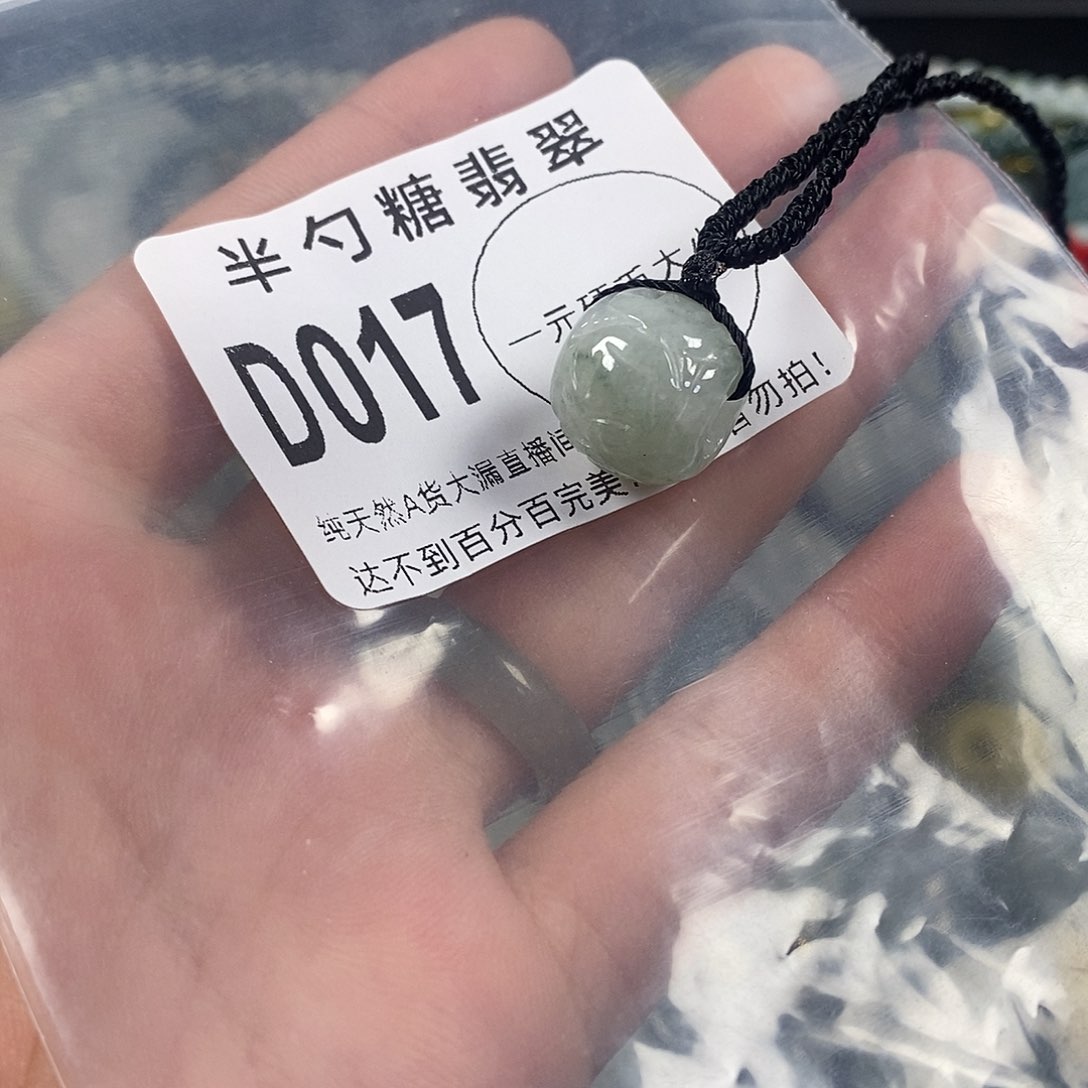 半勺糖翡翠
D017
一元
大
纯天然A货大漏直播间
达不到百分百完美
勿拍!